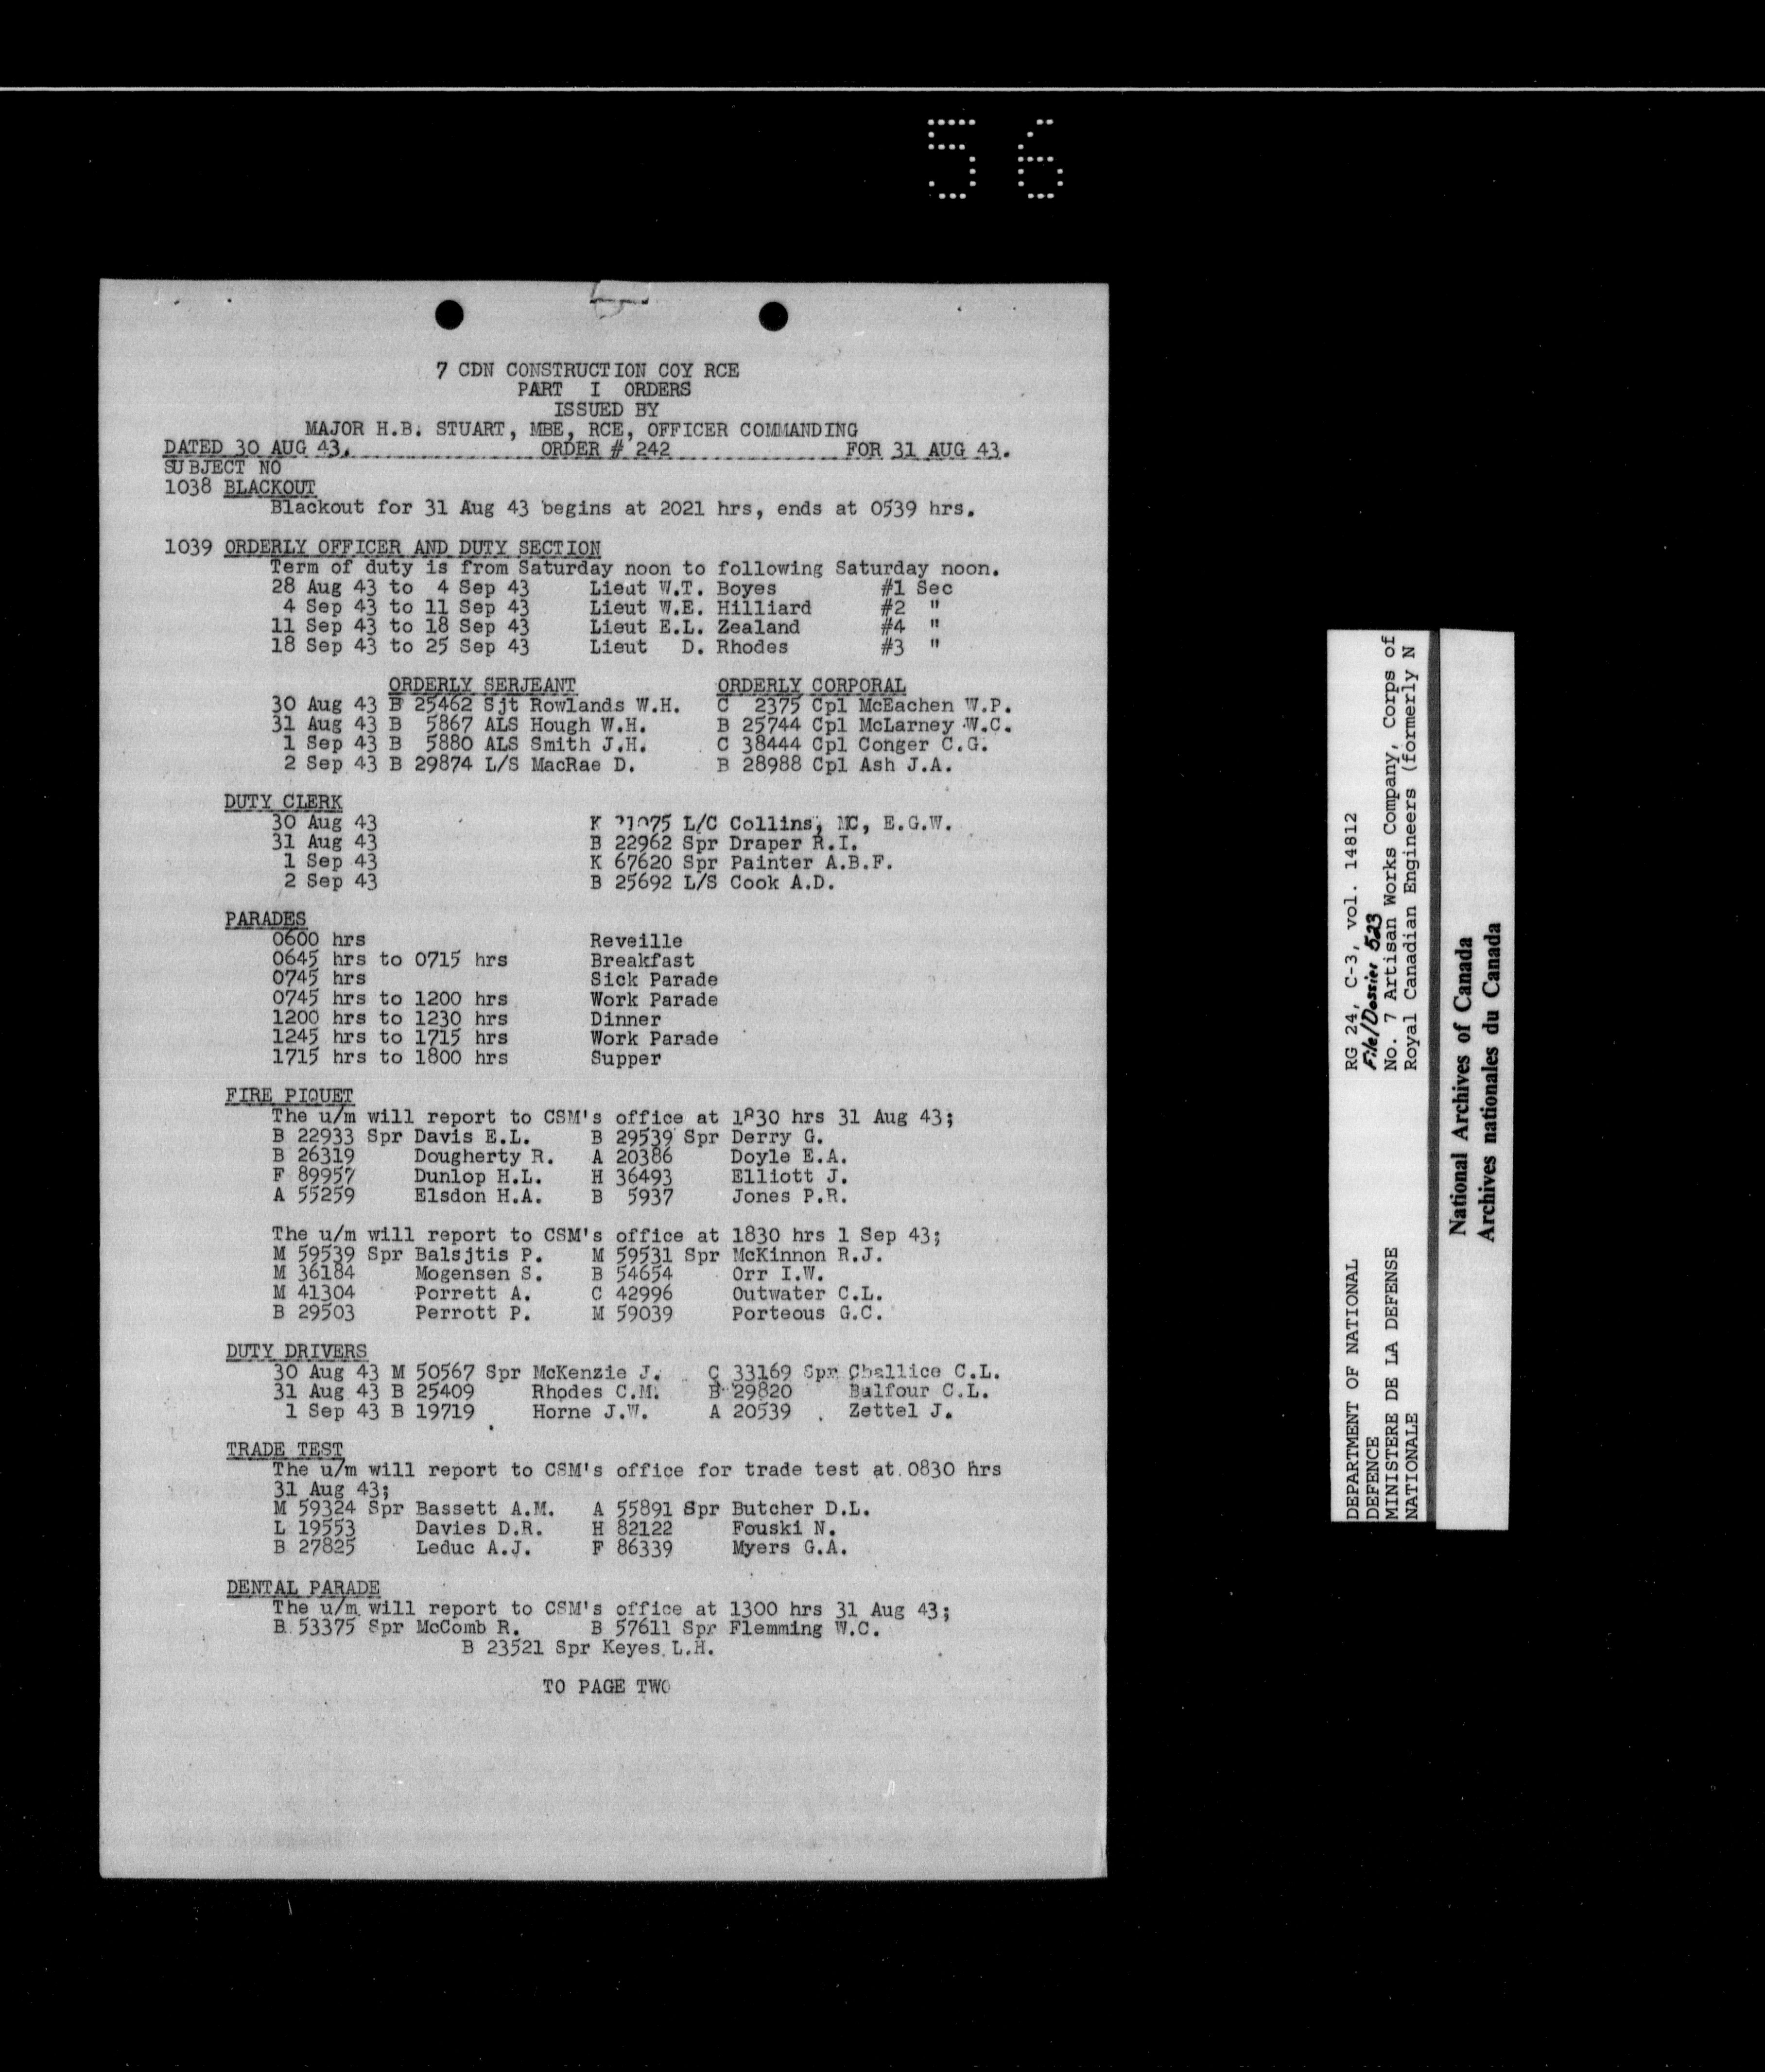 56
7 CDN CONSTRUCTION COY RCE
PART I ORDERS
ISSUED BY
MAJOR H.B. STUART, MBE, RCE, OFFICER COMMANDING
DATED 30 AUG 43. ORDER # 242 FOR 31 AUG 43.
SUBJECT NO
1038 BLACKOUT
Blackout for 31 Aug 43 begins at 2021 hrs, ends at 0539 hrs.
1039 ORDERLY OFFICER AND DUTY SECTION
Term of duty is from Saturday noon to following Saturday noon.
28 Aug 43 to 4 Sep 43 Lieut W.T. Boyes #1 Sec
4 Sep 43 to 11 Sep 43 Lieut W.E. Hilliard #2 "
11 Sep 43 to 18 Sep 43 Lieut E.L. Zealand #4 "
18 Sep 43 to 25 Sep 43 Lieut D. Rhodes #3 "
ORDERLY SERJEANT ORDERLY CORPORAL
30 Aug 43 B 25462 Sjt Rowlands W.H. C 2375 Cpl McEachen W.P.
31 Aug 43 B 5867 ALS Hough W.H. B 25744 Cpl McLarney W.C.
1 Sep 43 B 5880 ALS Smith J.H. C 38444 Cpl Conger C.G.
2 Sep 43 B 29874 L/S MacRae D. B 28988 Cpl Ash J.A.
DUTY CLERK
30 Aug 43 K L/C Collins, MC, E.G.W.
31 Aug 43 B 22962 Spr Draper R.I.
1 Sep 43 K 67620 Spr Painter A.B.F.
2 Sep 43 B 25692 L/S Cook A.D.
PARADES
0600 hrs Reveille
0645 hrs to 0715 hrs Breakfast
0745 hrs Sick Parade
0745 hrs to 1200 hrs Work Parade
1200 hrs to 1230 hrs Dinner
1245 hrs to 1715 hrs Work Parade
1715 hrs to 1800 hrs Supper
FIRE PIQUET
The u/m will report to CSM's office at 1830 hrs 31 Aug 43;
B 22933 Spr Davis E.L. B 29539 Spr Derry G.
B 26319 Dougherty R. A 20386 Doyle E.A.
F 89957 Dunlop H.L. H 36493 Elliott J.
A 55259 Elsdon H.A. B 5937 Jones P.R.
The u/m will report to CSM's office at 1830 hrs 1 Sep 43;
M 59539 Spr Balsjtis P. M 59531 Spr McKinnon R.J.
M 36184 Mogensen S. B 54654 Orr I.W.
M 41304 Porrett A. C 42996 Outwater C.L.
B 29503 Perrott P. M 59039 Porteous G.C.
DUTY DRIVERS
30 Aug 43 M 50567 Spr McKenzie J. C 33169 Spr Challice C.L.
31 Aug 43 B 25409 Rhodes C.M. B 29820 Balfour C.L.
1 Sep 43 B 19719 Horne J.W. A 20539 Zettel J.
TRADE TEST
The u/m will report to CSM's office for trade test at 0830 hrs
31 Aug 43;
M 59324 Spr Bassett A.M. A 55891 Spr Butcher D.L.
L 19553 Davies D.R. H 82122 Fouski N.
B 27825 Leduc A.J. F 86339 Myers G.A.
DENTAL PARADE
The u/m will report to CSM's office at 1300 hrs 31 Aug 43;
B 53375 Spr McComb R. B 57611 Spr Flemming W.C.
B 23521 Spr Keyes L.H.
TO PAGE TWO
DEPARTMENT OF NATIONAL
DEFENCE
MINISTERE DE LA DEFENSE
NATIONALE
RG 24, C-3, vol. 14812
File/Dossier 523
No. 7 Artisan Works Company, Corps of
Royal Canadian Engineers (formerly N
National Archives of Canada
Archives nationales du Canada